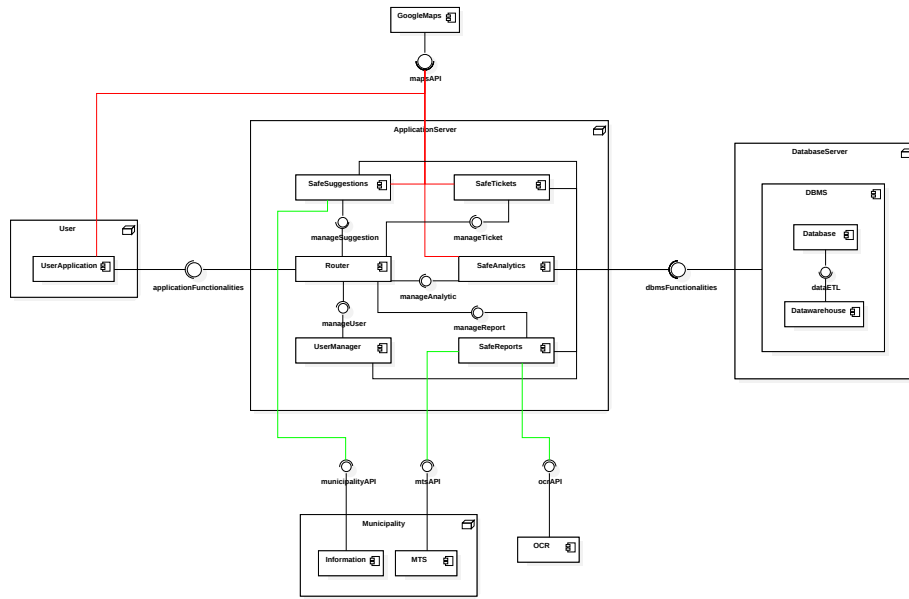 GoogleMaps
mapsAPI
ApplicationServer
DatabaseServer
SafeSuggestions
SafeTickets
DBMS
User
manageSuggestion
manageTicket
Database
UserApplication
Router
SafeAnalytics
applicationFunctionalities
manageAnalytic
dbmsFunctionalities
dataETL
manageUser
manageReport
Datawarehouse
UserManager
SafeReports
municipalityAPI
mtsAPI
ocrAPI
Municipality
Information
MTS
OCR